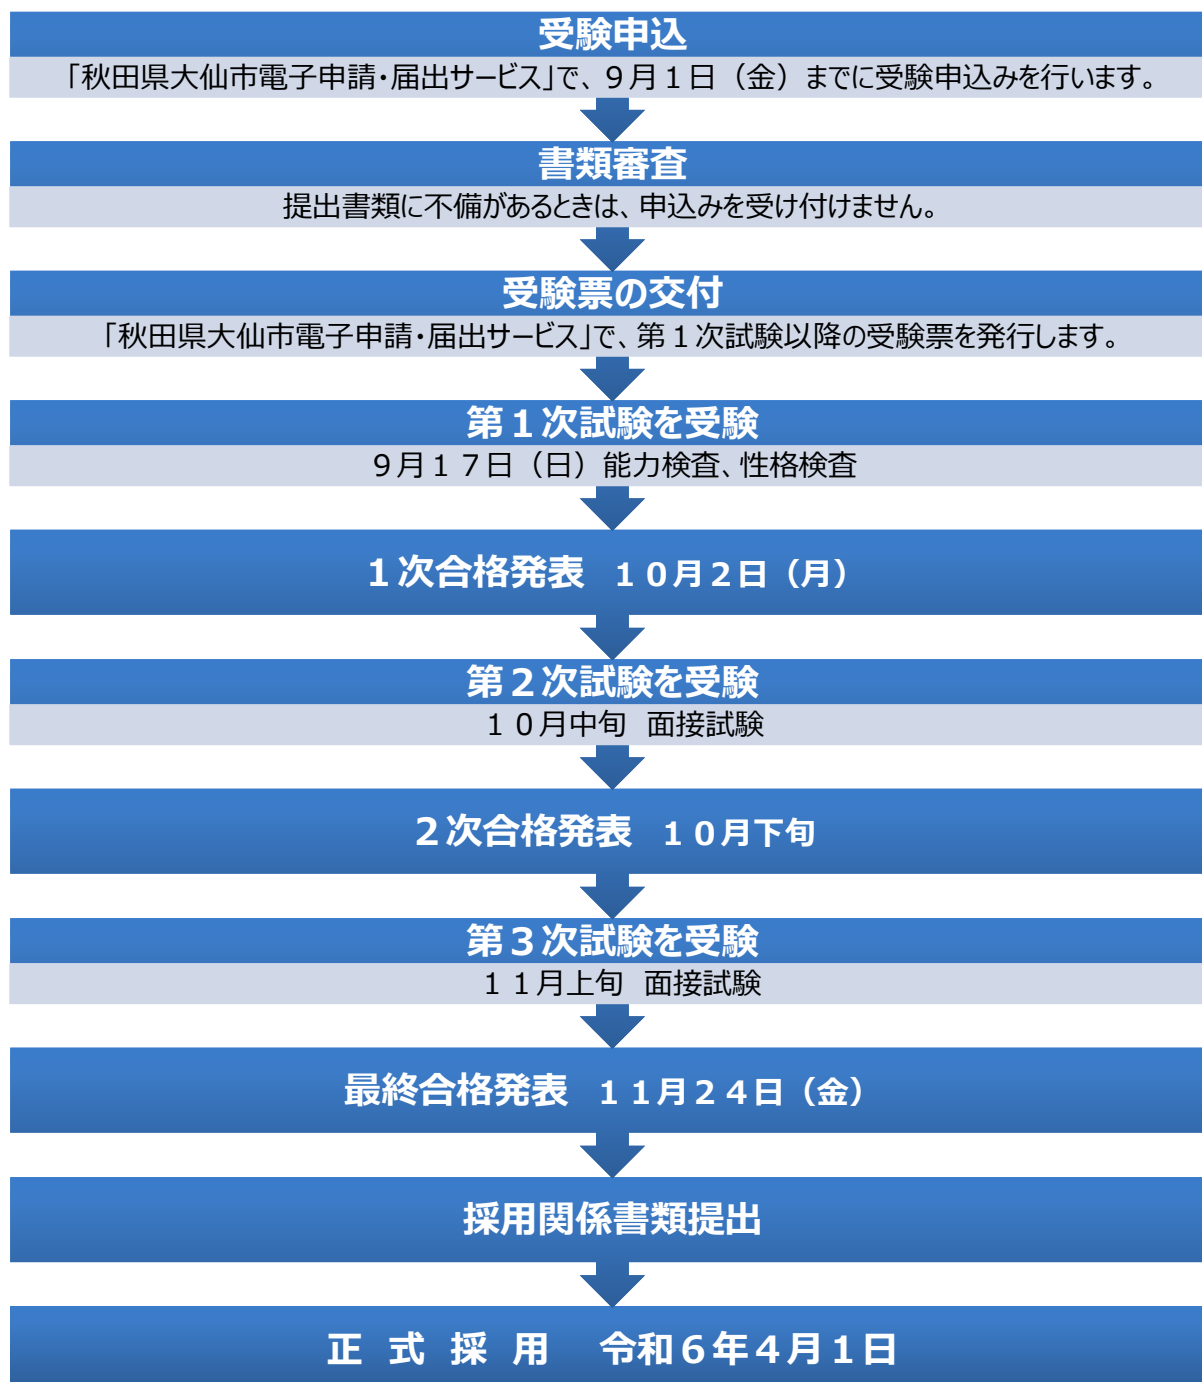 受験申込
「秋田県大仙市電子申請・届出サービス」で、９月１日（金）までに受験申込みを行います。
書類審査
提出書類に不備があるときは、申込みを受け付けません。
受験票の交付
「秋田県大仙市電子申請・届出サービス」で、第１次試験以降の受験票を発行します。
第１次試験を受験
９月１７日（日）能力検査、性格検査
１次合格発表　１０月２日（月）
第２次試験を受験
１０月中旬　面接試験
２次合格発表　１０月下旬
第３次試験を受験
１１月上旬　面接試験
最終合格発表　１１月２４日（金）
採用関係書類提出
正 式 採 用　令和６年４月１日